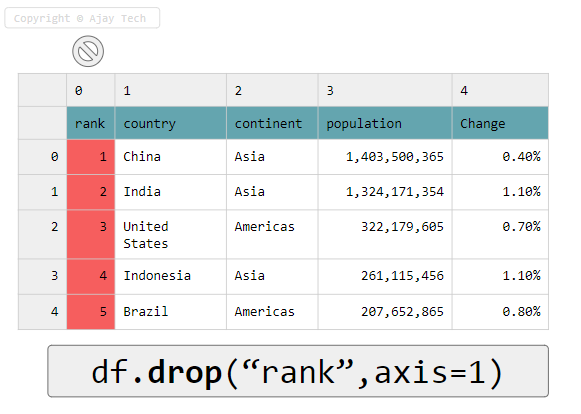 Copyright © Ajay Tech
0 1 2 3 4
rank country continent population Change
0 1 China Asia 1,403,500,365 0.40%
1 2 India Asia 1,324,171,354 1.10%
2 3 United Americas 322,179,605 0.70%
States
3 4 Indonesia Asia 261,115,456 1.10%
4 5 Brazil Americas 207,652,865 0.80%
df.drop(“rank”,axis=1)